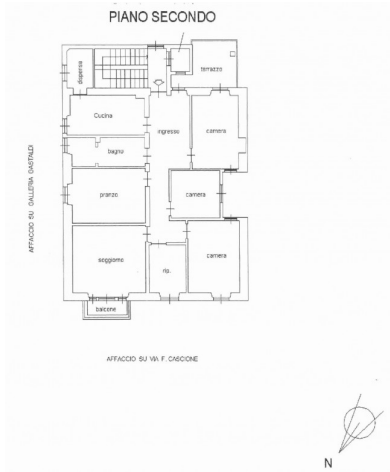 PIANO SECONDO
dispensa
terrazzo
Cucina
ingresso
camera
bagno
pranzo
camera
soggiorno
rip.
camera
balcone
AFFACCIO SU GALLERIA GASTALDI
AFFACCIO SU VIA F. CASCIONE
N